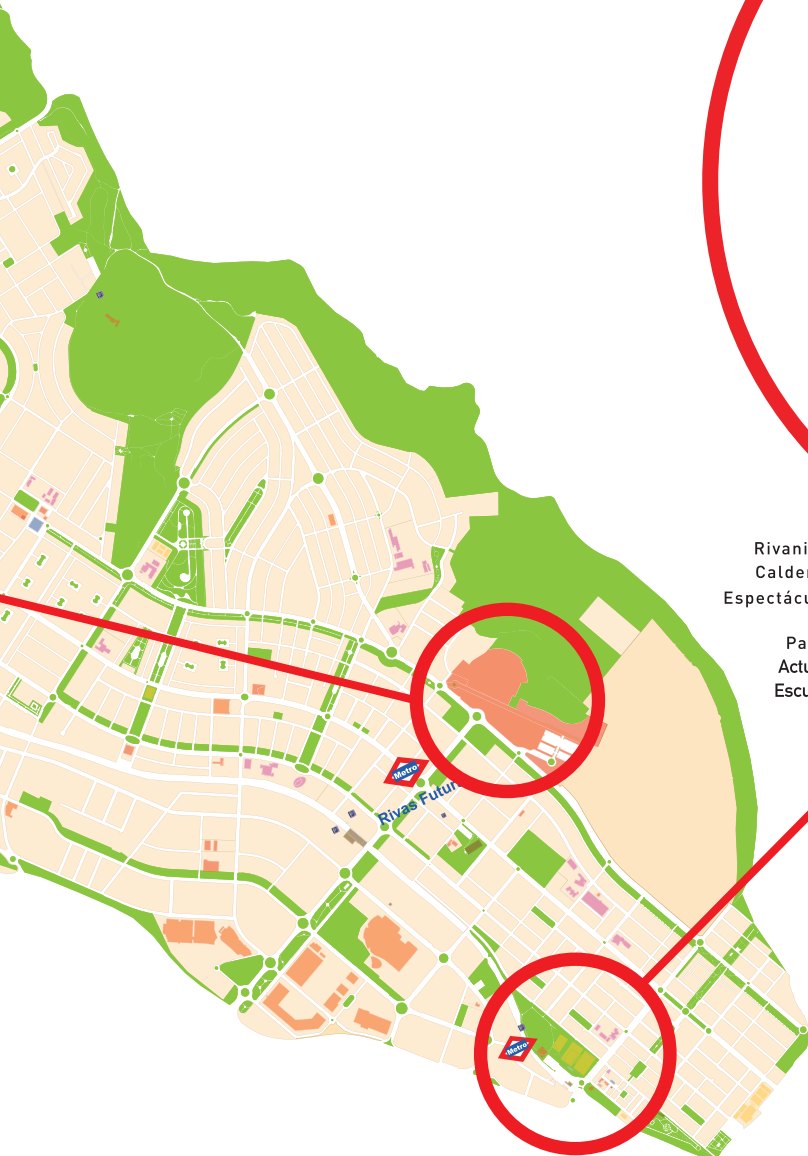 Rivani
Calder
Espectácu
Pa
Actu
Escu
Metro
Rivas Futur
Metro